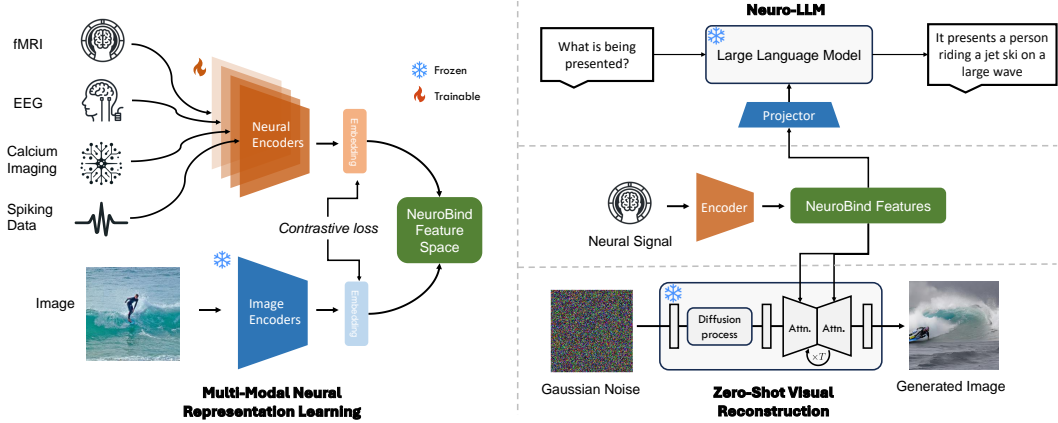 fMRI
EEG
Calcium
Imaging
Spiking
Data
Image
Neural
Encoders
Image
Encoders
Frozen
Trainable
Embedding
Contrastive loss
Embedding
NeuroBind
Feature
Space
Multi-Modal Neural
Representation Learning
Neuro-LLM
What is being
presented?
Large Language Model
It presents a person
riding a jet ski on a
large wave
Projector
Neural Signal
Encoder
NeuroBind Features
Gaussian Noise
Diffusion
process
Attn.
Attn.
×T
Generated Image
Zero-Shot Visual
Reconstruction